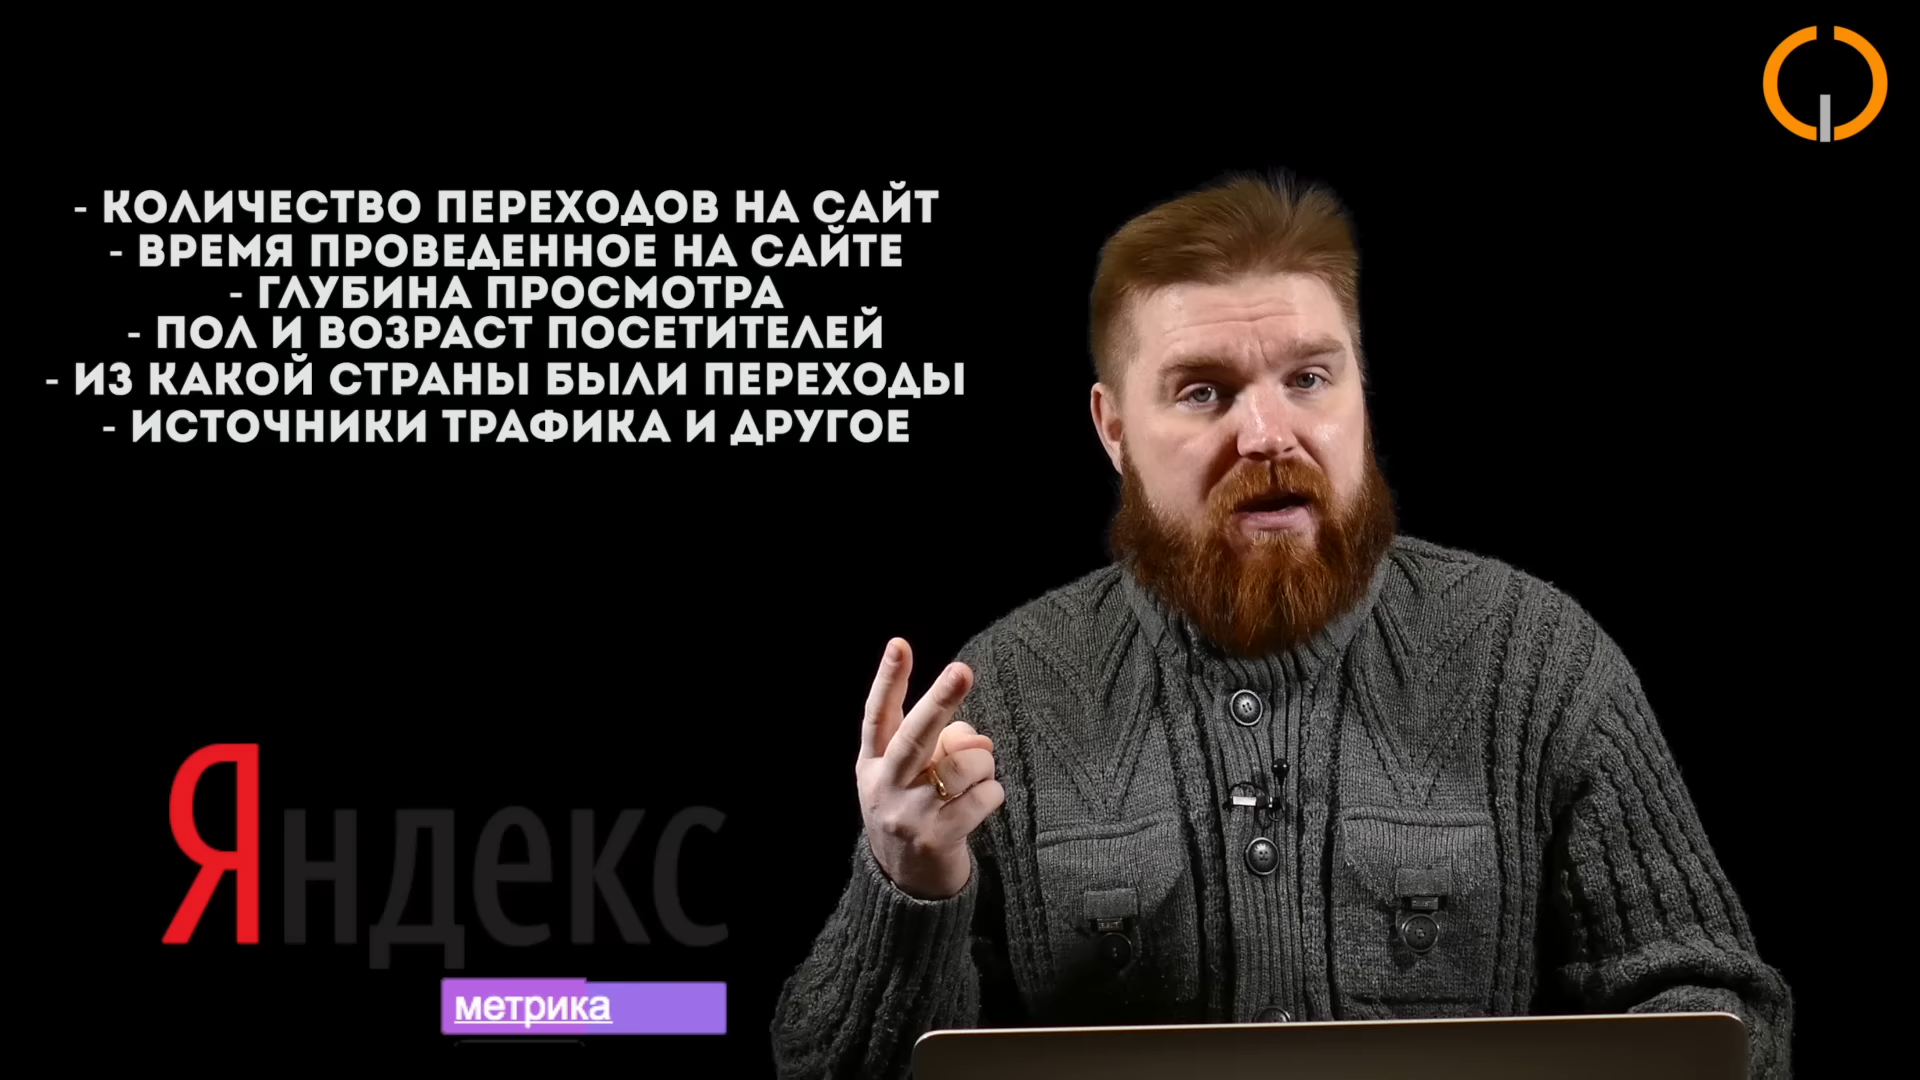 - КОЛИЧЕСТВО ПЕРЕХОДОВ НА САЙТ
- ВРЕМЯ ПРОВЕДЕННОЕ НА САЙТЕ
- ГЛУБИНА ПРОСМОТРА
- ПОЛ И ВОЗРАСТ ПОСЕТИТЕЛЕЙ
- ИЗ КАКОЙ СТРАНЫ БЫЛИ ПЕРЕХОДЫ
- ИСТОЧНИКИ ТРАФИКА И ДРУГОЕ
Яндекс
метрика